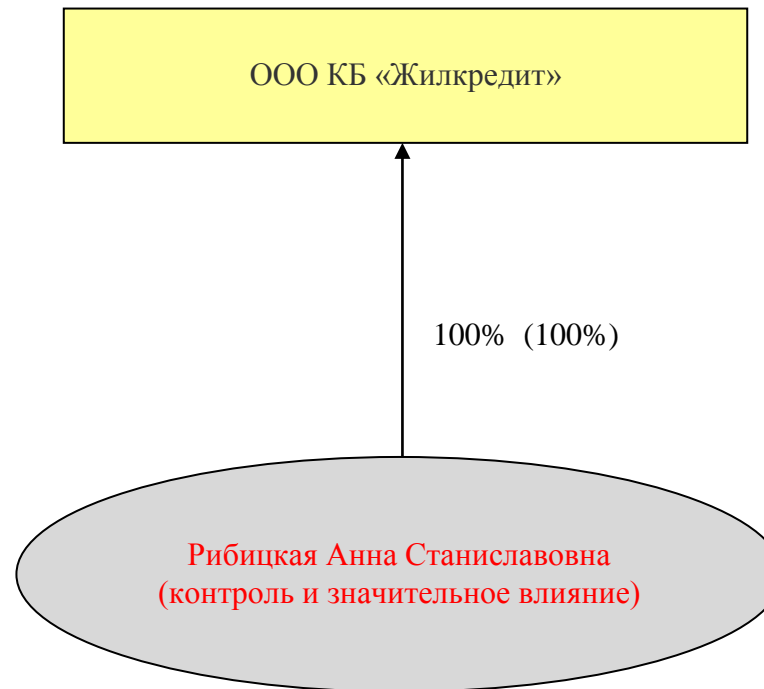 ООО КБ «Жилкредит»
100% (100%)
Рибицкая Анна Станиславовна
(контроль и значительное влияние)